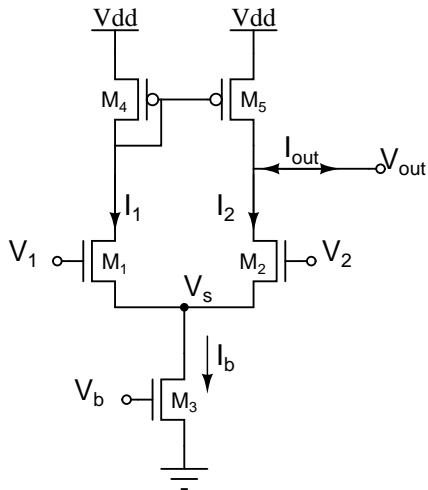 Vdd Vdd
M4 M5
Iout
Vout
I1 I2
V1 M1 M2 V2
Vs
Ib
Vb M3